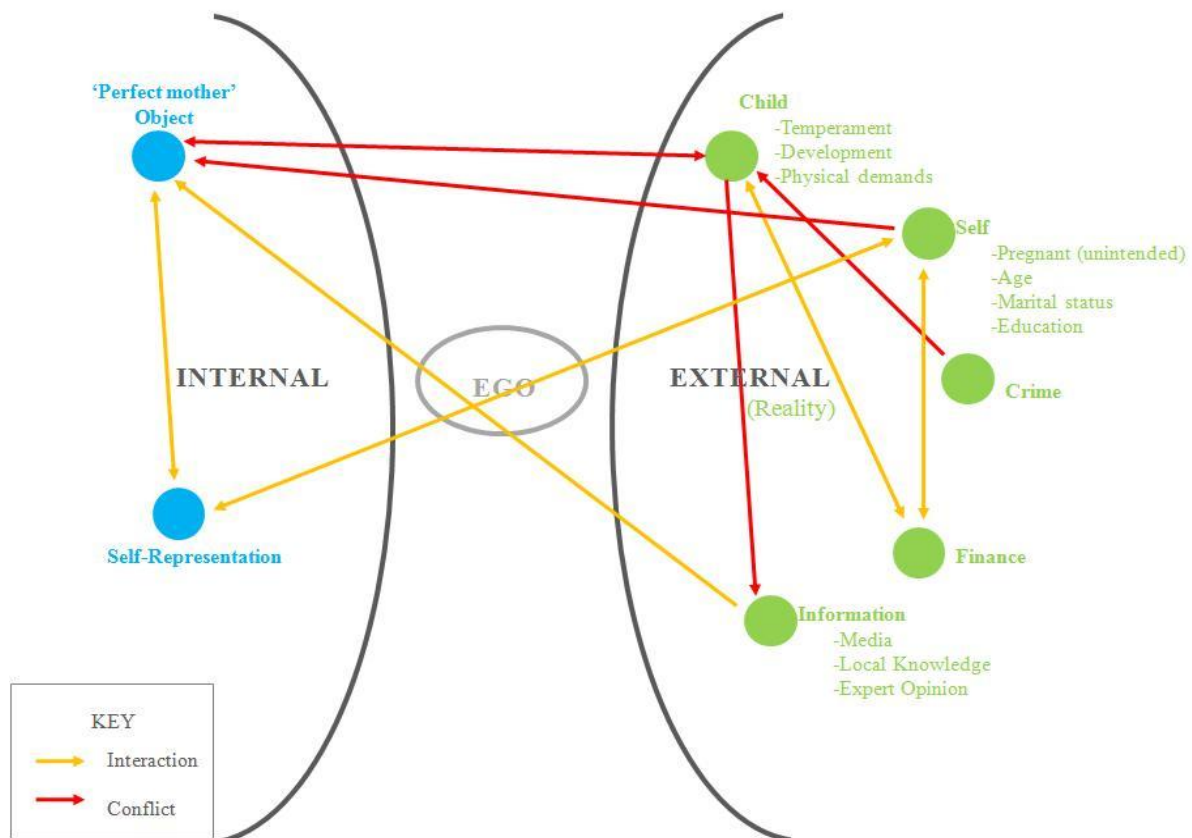 ‘Perfect mother’
Object
Child
-Temperament
-Development
-Physical demands
Self
-Pregnant (unintended)
-Age
-Marital status
-Education
INTERNAL
EGO
EXTERNAL
(Reality)
Crime
Self-Representation
Finance
Information
-Media
-Local Knowledge
-Expert Opinion
KEY
Interaction
Conflict